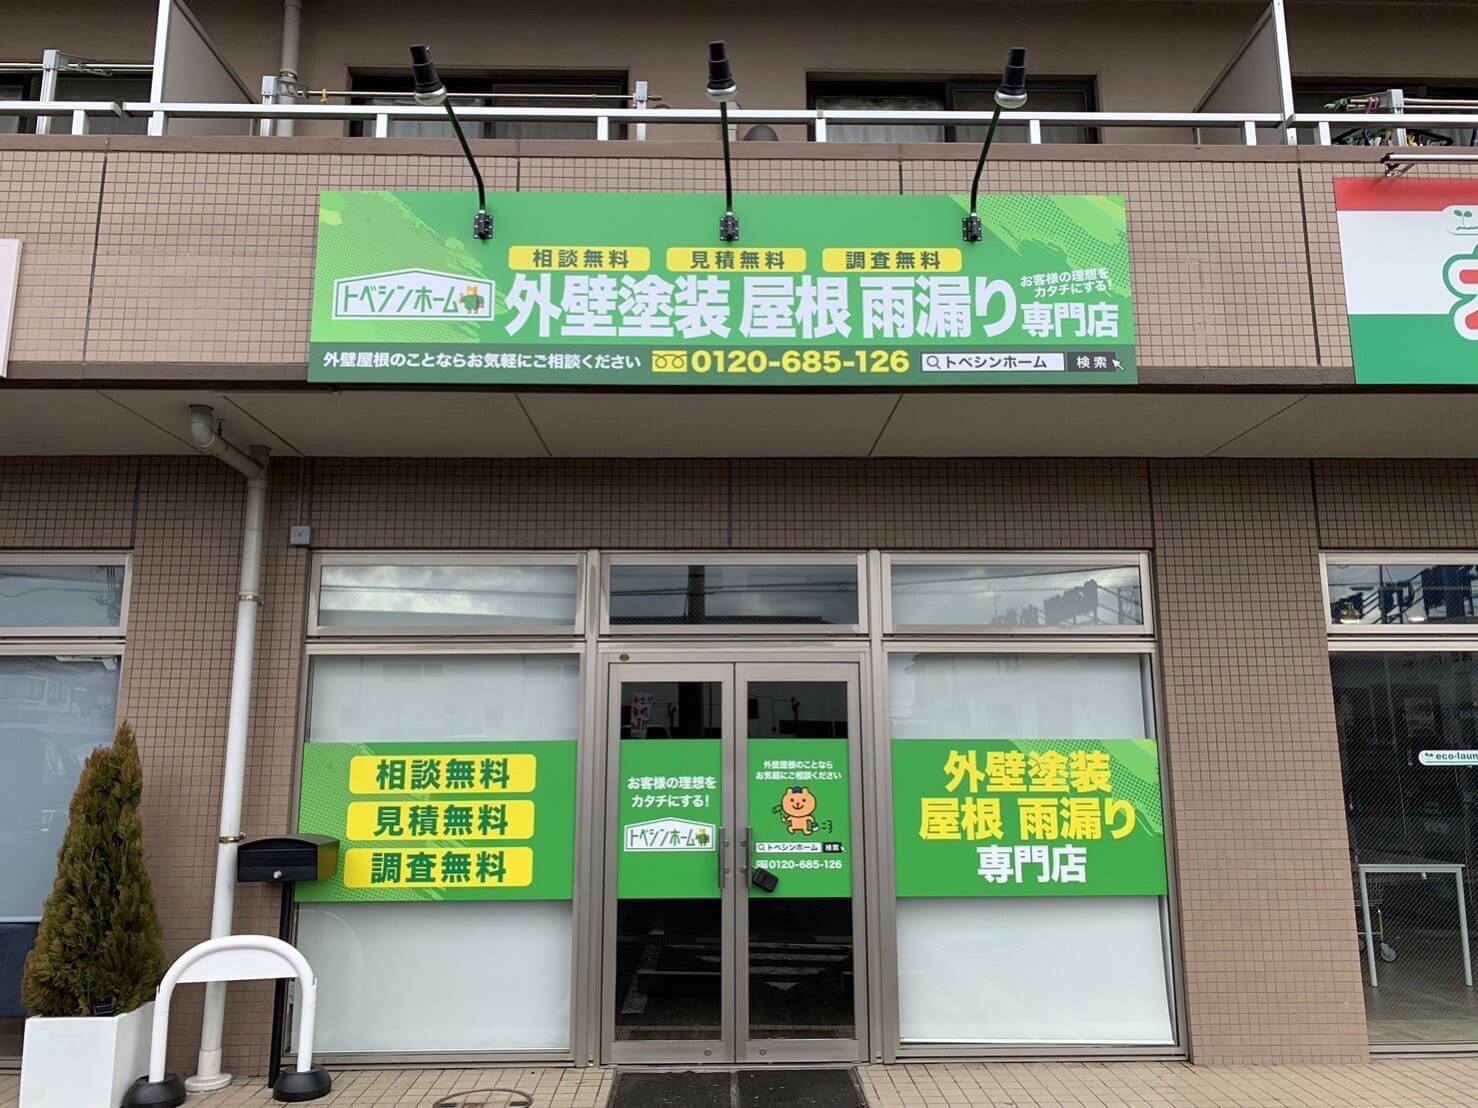 相談無料 見積無料 調査無料
トベシンホーム
外壁塗装 屋根 雨漏り
お客様の理想を
カタチにする!
専門店
外壁屋根のことならお気軽にご相談ください 0120-685-126 トベシンホーム 検索
相談無料
見積無料
調査無料
お客様の理想を
カタチにする!
トベシンホーム
外壁屋根のことなら
お気軽にご相談ください
トベシンホーム 検索
0120-685-126
外壁塗装
屋根 雨漏り
専門店